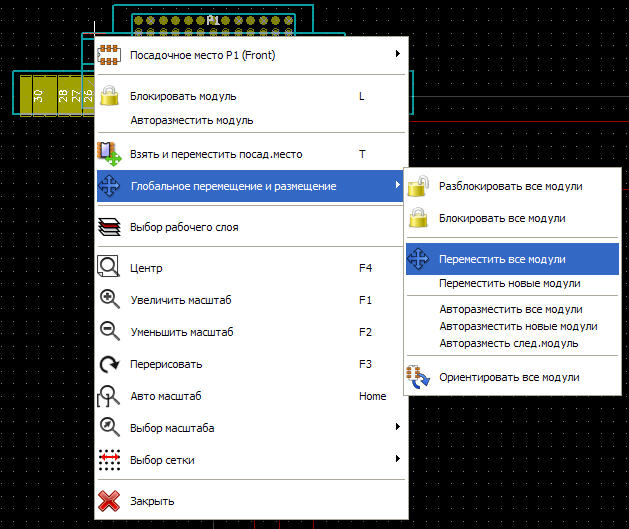 P1
30
28
27
26
Посадочное место P1 (Front)
Блокировать модуль L
Авторазместить модуль
Взять и переместить посад.место T
Глобальное перемещение и размещение
Выбор рабочего слоя
Центр F4
Увеличить масштаб F1
Уменьшить масштаб F2
Перерисовать F3
Авто масштаб Home
Выбор масштаба
Выбор сетки
Закрыть
Разблокировать все модули
Блокировать все модули
Переместить все модули
Переместить новые модули
Авторазместить все модули
Авторазместить новые модули
Авторазместь след.модуль
Ориентировать все модули